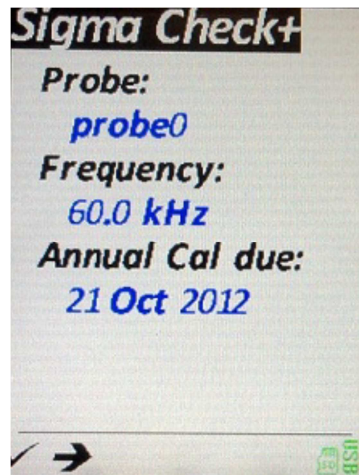 Sigma Check+
Probe:
probe0
Frequency:
60.0 kHz
Annual Cal due:
21 Oct 2012
USB